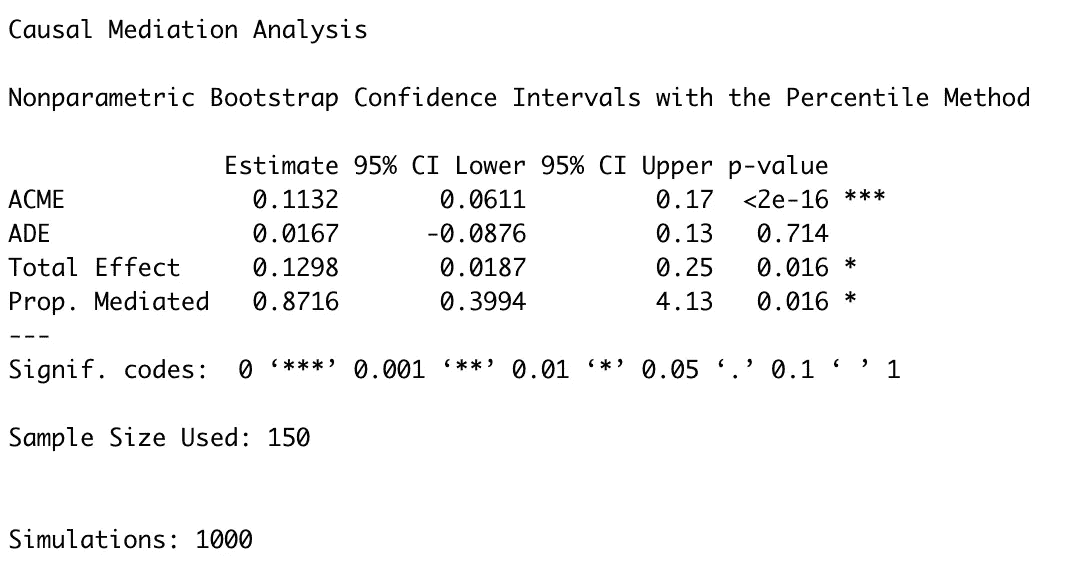 Causal Mediation Analysis
Nonparametric Bootstrap Confidence Intervals with the Percentile Method
Estimate 95% CI Lower 95% CI Upper p-value
ACME 0.1132 0.0611 0.17 <2e-16 ***
ADE 0.0167 -0.0876 0.13 0.714
Total Effect 0.1298 0.0187 0.25 0.016 *
Prop. Mediated 0.8716 0.3994 4.13 0.016 *
---
Signif. codes: 0 ‘***’ 0.001 ‘**’ 0.01 ‘*’ 0.05 ‘.’ 0.1 ‘ ’ 1
Sample Size Used: 150
Simulations: 1000